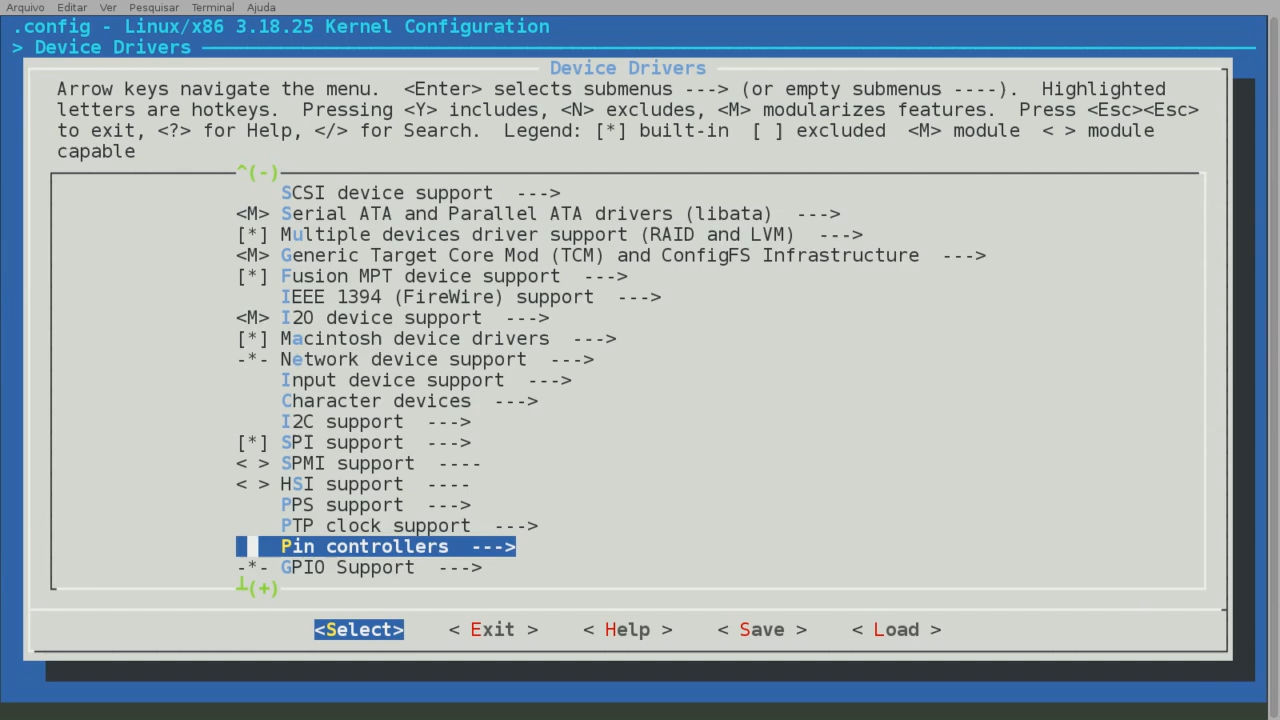 Arquivo Editar Ver Pesquisar Terminal Ajuda
.config - Linux/x86 3.18.25 Kernel Configuration
> Device Drivers
Device Drivers
Arrow keys navigate the menu.  <Enter> selects submenus ---> (or empty submenus ----).  Highlighted
letters are hotkeys.  Pressing <Y> includes, <N> excludes, <M> modularizes features.  Press <Esc><Esc>
to exit, <?> for Help, </> for Search.  Legend: [*] built-in  [ ] excluded  <M> module  < > module
capable
^(-)
SCSI device support  --->
<M> Serial ATA and Parallel ATA drivers (libata)  --->
[*] Multiple devices driver support (RAID and LVM)  --->
<M> Generic Target Core Mod (TCM) and ConfigFS Infrastructure  --->
[*] Fusion MPT device support  --->
IEEE 1394 (FireWire) support  --->
<M> I2O device support  --->
[*] Macintosh device drivers  --->
-*- Network device support  --->
Input device support  --->
Character devices  --->
I2C support  --->
[*] SPI support  --->
< > SPMI support  ----
< > HSI support  ----
PPS support  --->
PTP clock support  --->
Pin controllers  --->
-*- GPIO Support  --->
┴(+)
<Select>    < Exit >    < Help >    < Save >    < Load >